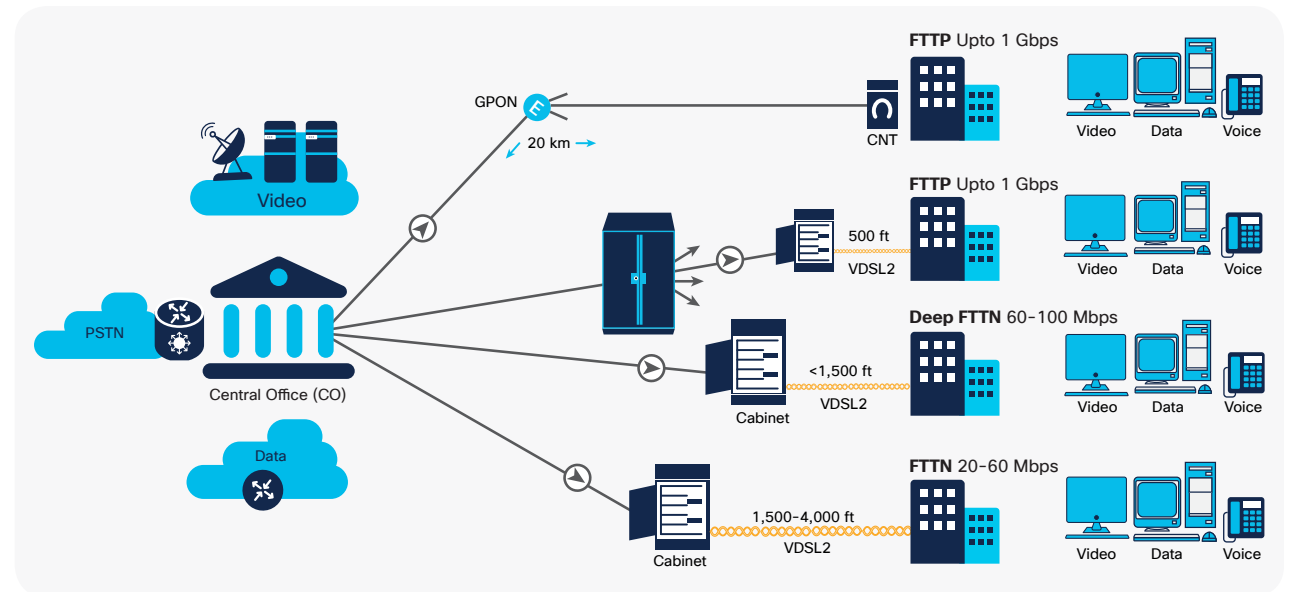 FTTP Upto 1 Gbps
GPON
20 km
CNT
Video
Data
Voice
Video
FTTP Upto 1 Gbps
500 ft
VDSL2
Video
Data
Voice
PSTN
Central Office (CO)
Deep FTTN 60-100 Mbps
<1,500 ft
VDSL2
Cabinet
Video
Data
Voice
Data
FTTN 20-60 Mbps
1,500-4,000 ft
VDSL2
Cabinet
Video
Data
Voice